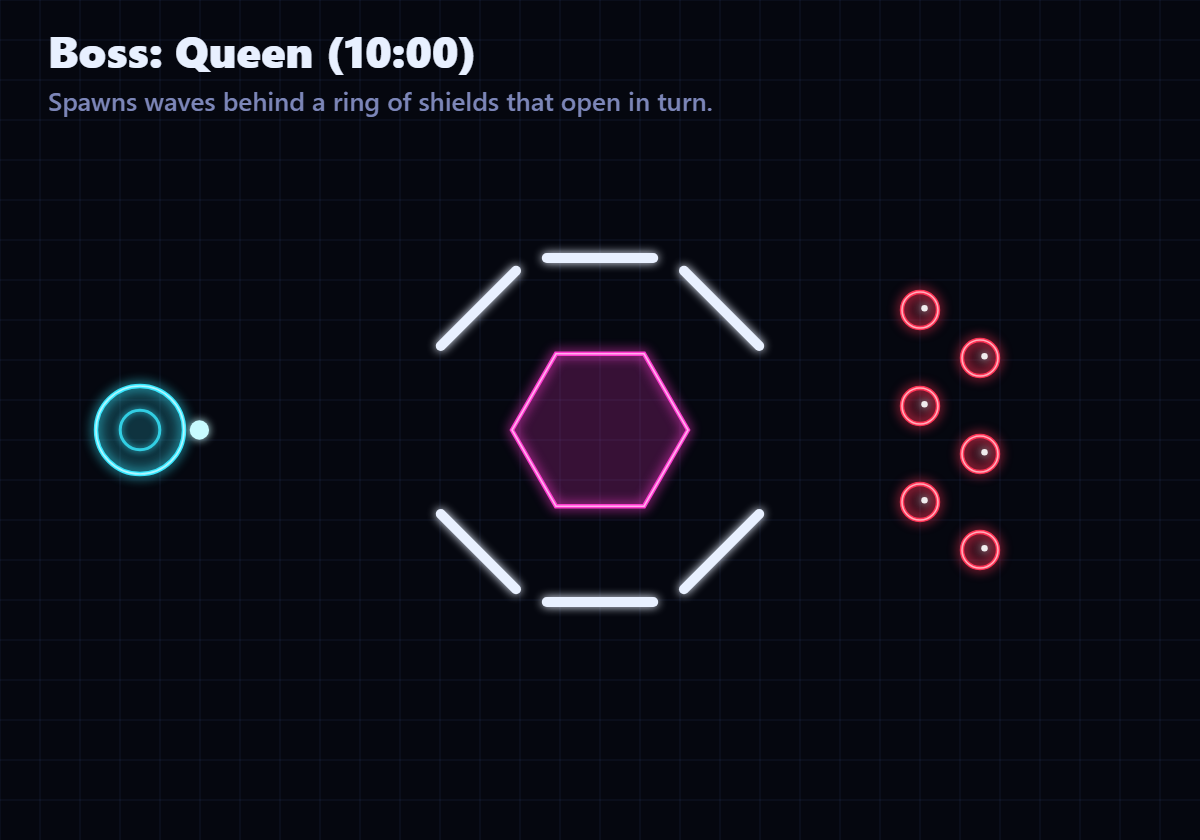 Boss: Queen (10:00)
Spawns waves behind a ring of shields that open in turn.